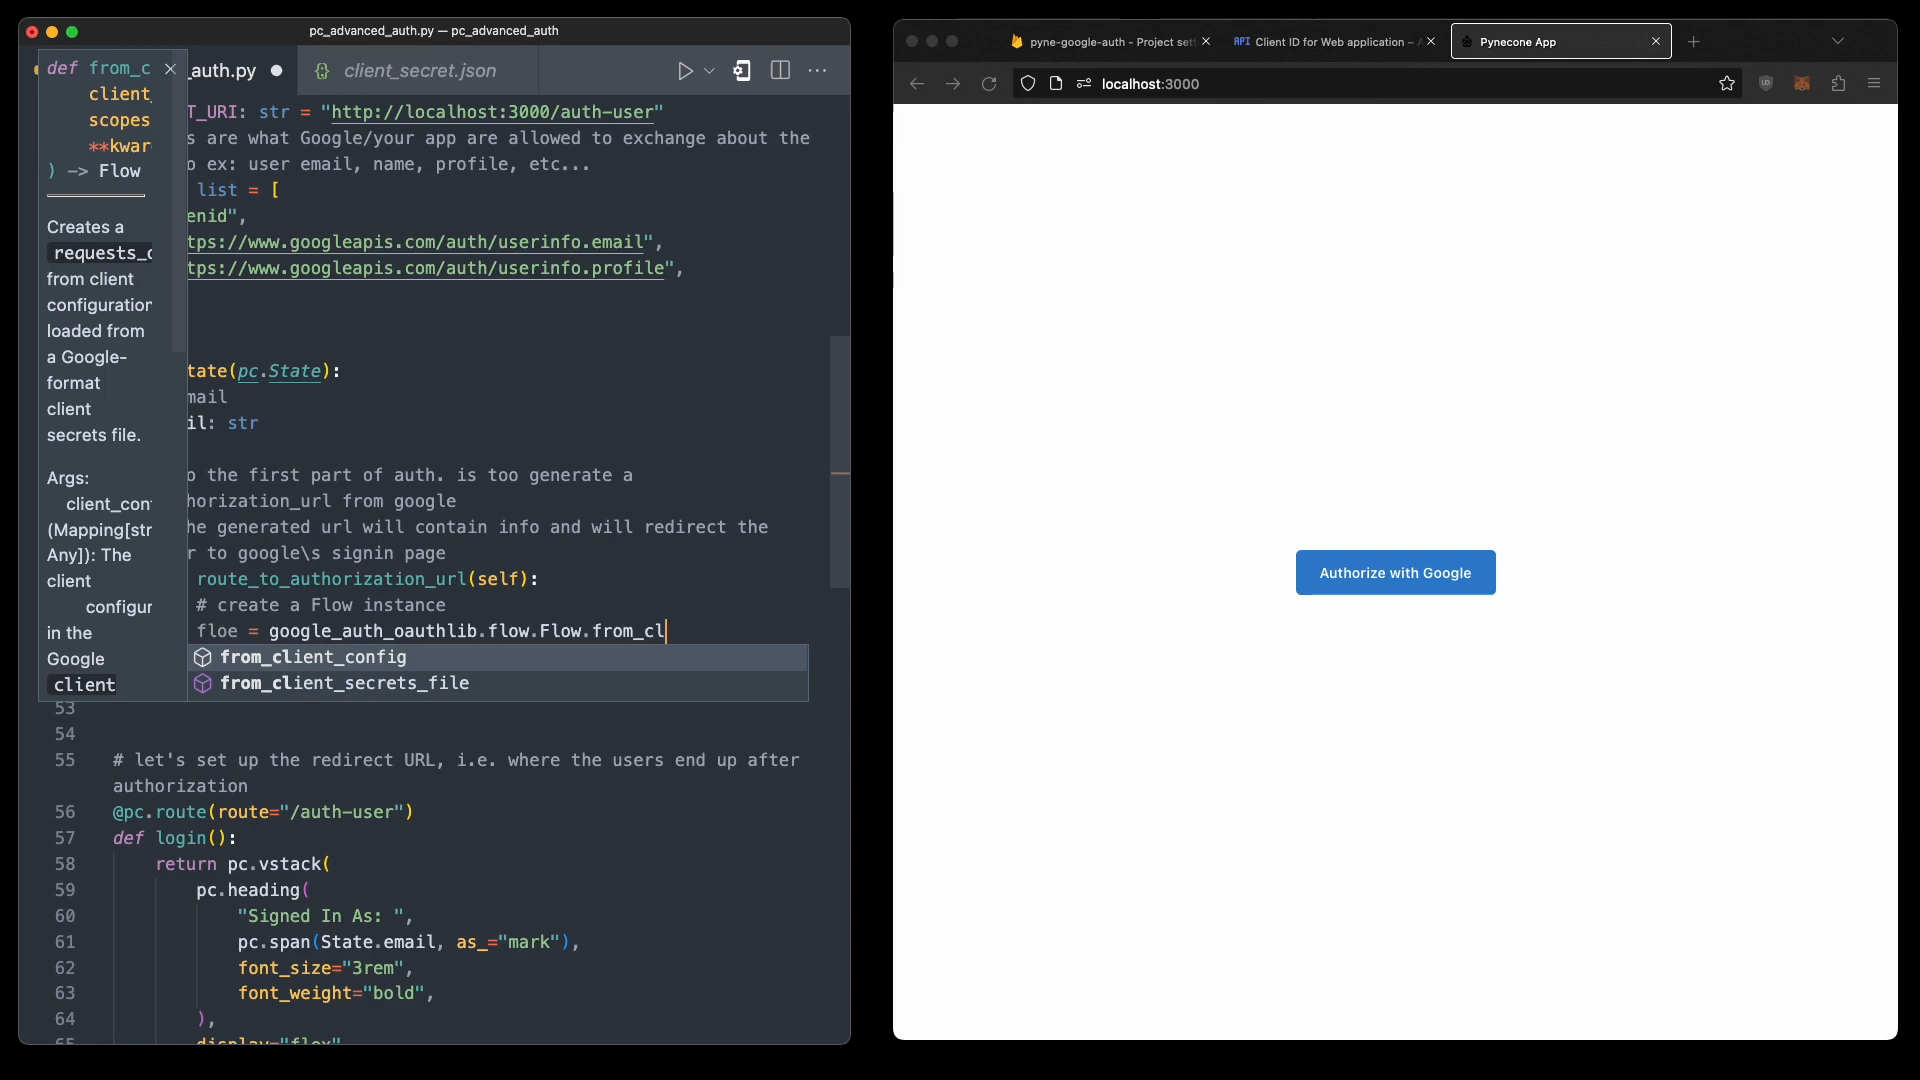 pc_advanced_auth.py — pc_advanced_auth
_auth.py
client_secret.json
def from_c
client_
scopes
**kwar
) -> Flow
Creates a
requests_o
from client
configuration
loaded from
a Google-
format
client
secrets file.
Args:
client_conf
(Mapping[str
Any]): The
client
configur
in the
Google
client
T_URI: str = "http://localhost:3000/auth-user"
s are what Google/your app are allowed to exchange about the
o ex: user email, name, profile, etc...
list = [
enid",
tps://www.googleapis.com/auth/userinfo.email",
tps://www.googleapis.com/auth/userinfo.profile",
tate(pc.State):
mail
il: str
o the first part of auth. is too generate a
horization_url from google
he generated url will contain info and will redirect the
r to google\s signin page
route_to_authorization_url(self):
# create a Flow instance
floe = google_auth_oauthlib.flow.Flow.from_cl
from_client_config
from_client_secrets_file
53
54
55 # let's set up the redirect URL, i.e. where the users end up after
authorization
56 @pc.route(route="/auth-user")
57 def login():
58 return pc.vstack(
59 pc.heading(
60 "Signed In As: ",
61 pc.span(State.email, as_="mark"),
62 font_size="3rem",
63 font_weight="bold",
64 ),
65 display="flex"
pyne-google-auth - Project sett
API Client ID for Web application –
Pynecone App
localhost:3000
Authorize with Google